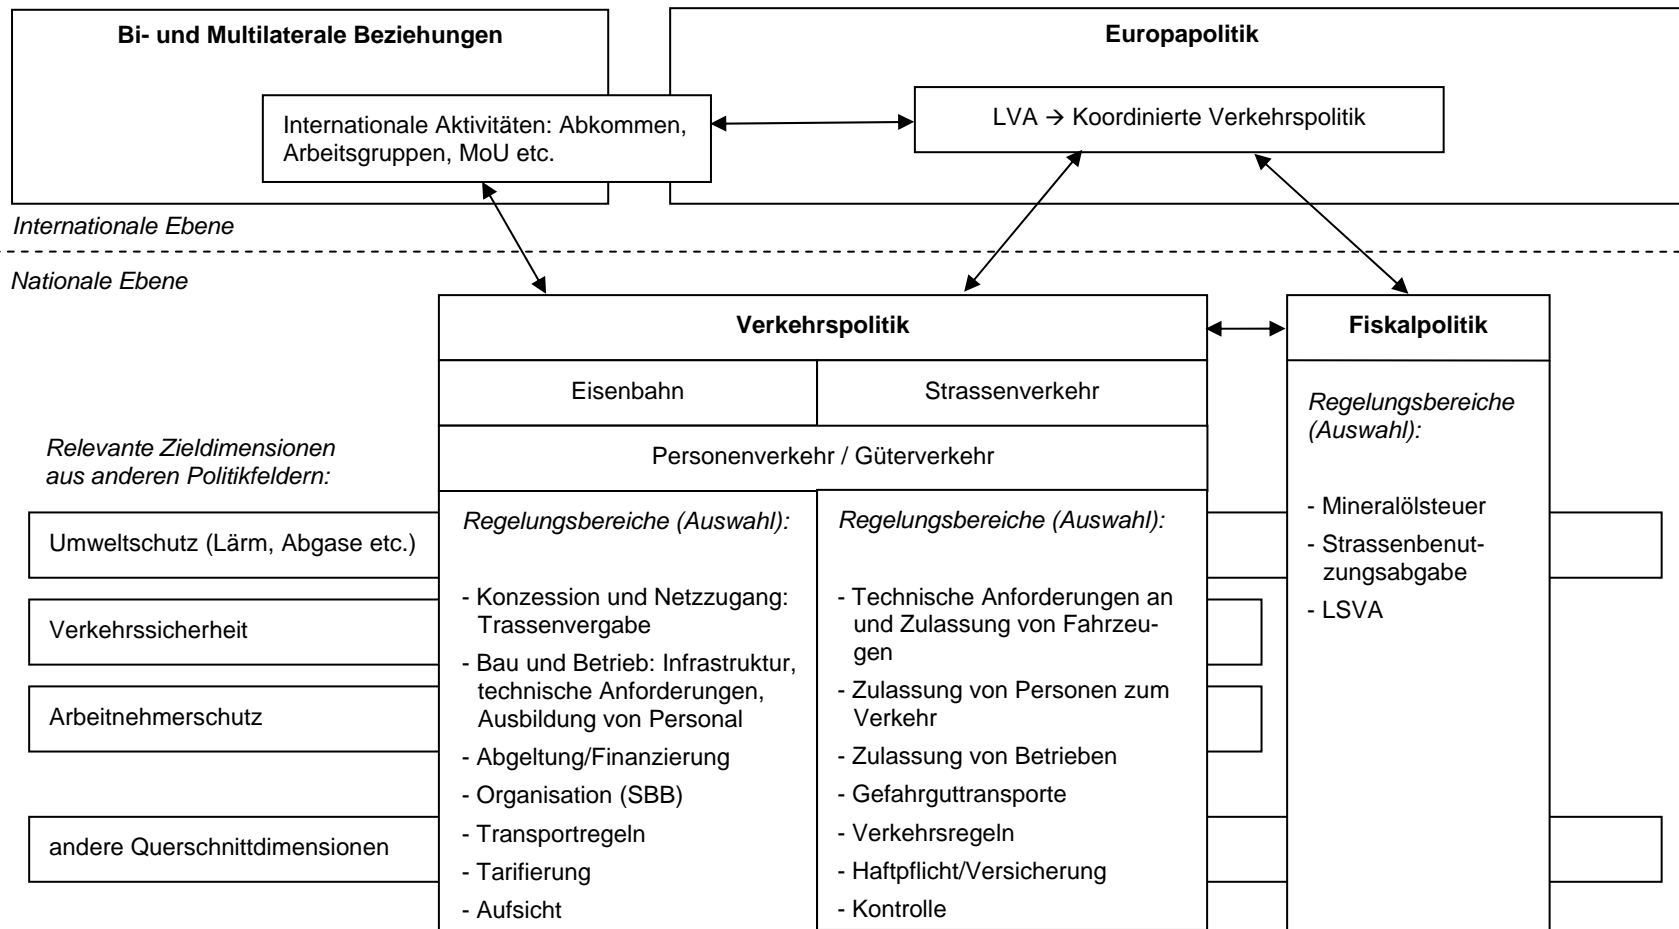 Bi- und Multilaterale Beziehungen
Europapolitik
Internationale Aktivitäten: Abkommen,
Arbeitsgruppen, MoU etc.
LVA → Koordinierte Verkehrspolitik
Internationale Ebene
Nationale Ebene
Verkehrspolitik
Fiskalpolitik
Eisenbahn
Strassenverkehr
Personenverkehr / Güterverkehr
Relevante Zieldimensionen
aus anderen Politikfeldern:
Umweltschutz (Lärm, Abgase etc.)
Verkehrssicherheit
Arbeitnehmerschutz
andere Querschnittdimensionen
Regelungsbereiche (Auswahl):
- Konzession und Netzzugang:
Trassenvergabe
- Bau und Betrieb: Infrastruktur,
technische Anforderungen,
Ausbildung von Personal
- Abgeltung/Finanzierung
- Organisation (SBB)
- Transportregeln
- Tarifierung
- Aufsicht
Regelungsbereiche (Auswahl):
- Technische Anforderungen an
und Zulassung von Fahrzeu-
gen
- Zulassung von Personen zum
Verkehr
- Zulassung von Betrieben
- Gefahrguttransporte
- Verkehrsregeln
- Haftpflicht/Versicherung
- Kontrolle
Regelungsbereiche
(Auswahl):
- Mineralölsteuer
- Strassenbenut-
zungsabgabe
- LSVA